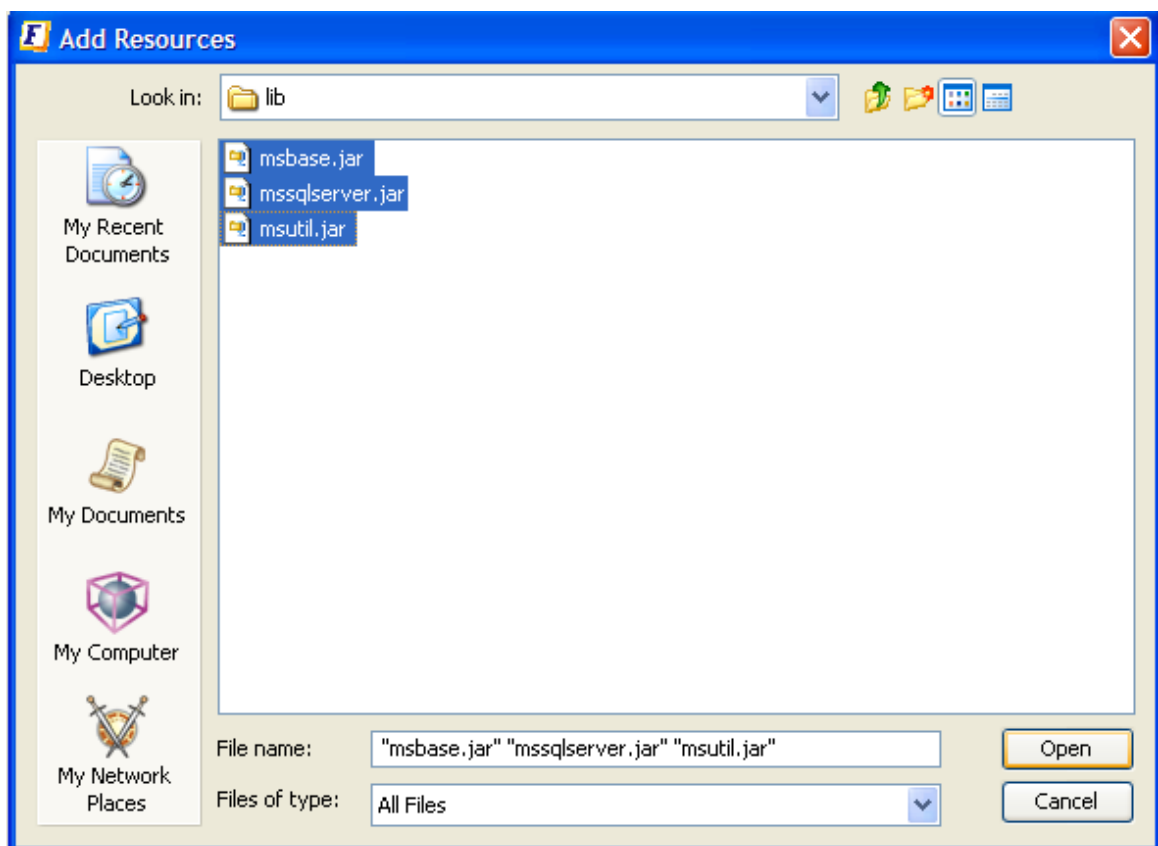 Add Resources
Look in:
lib
msbase.jar
mssqlserver.jar
msutil.jar
My Recent
Documents
Desktop
My Documents
My Computer
My Network
Places
File name:
"msbase.jar" "mssqlserver.jar" "msutil.jar"
Open
Files of type:
All Files
Cancel